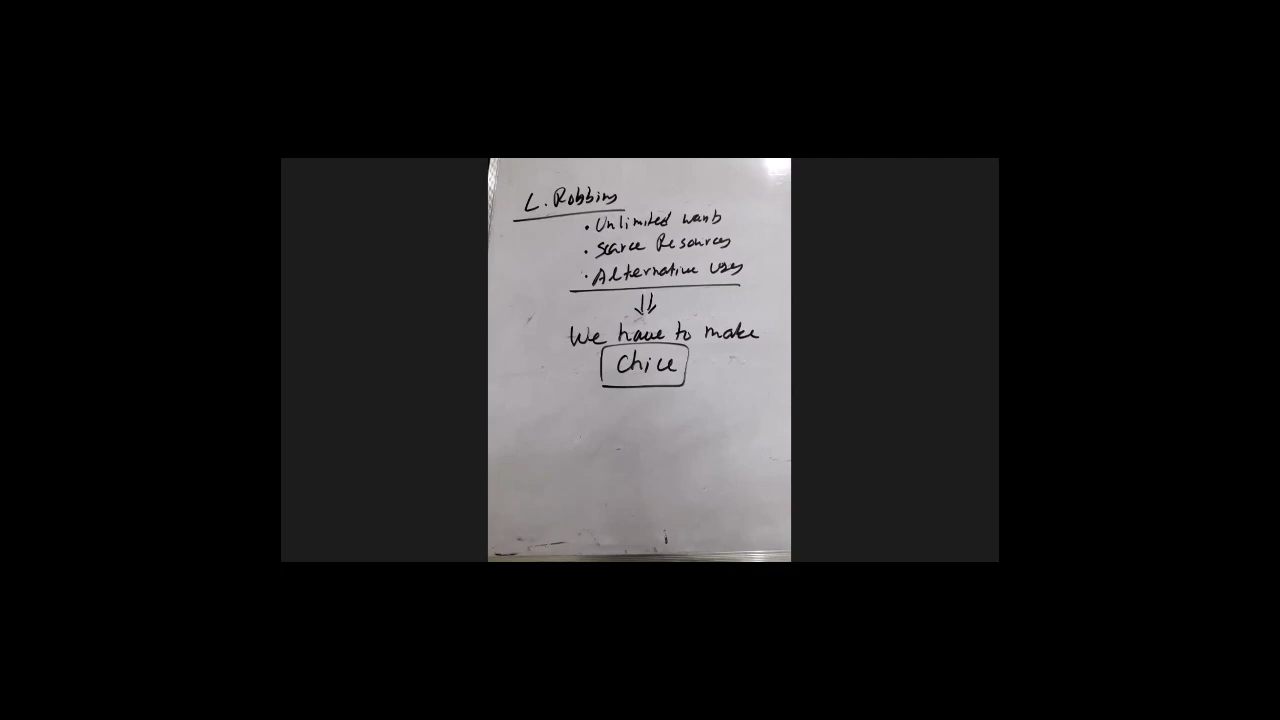 L. Robbins
• Unlimited wants
• Scarce Resources
• Alternative uses
We have to make
Chice